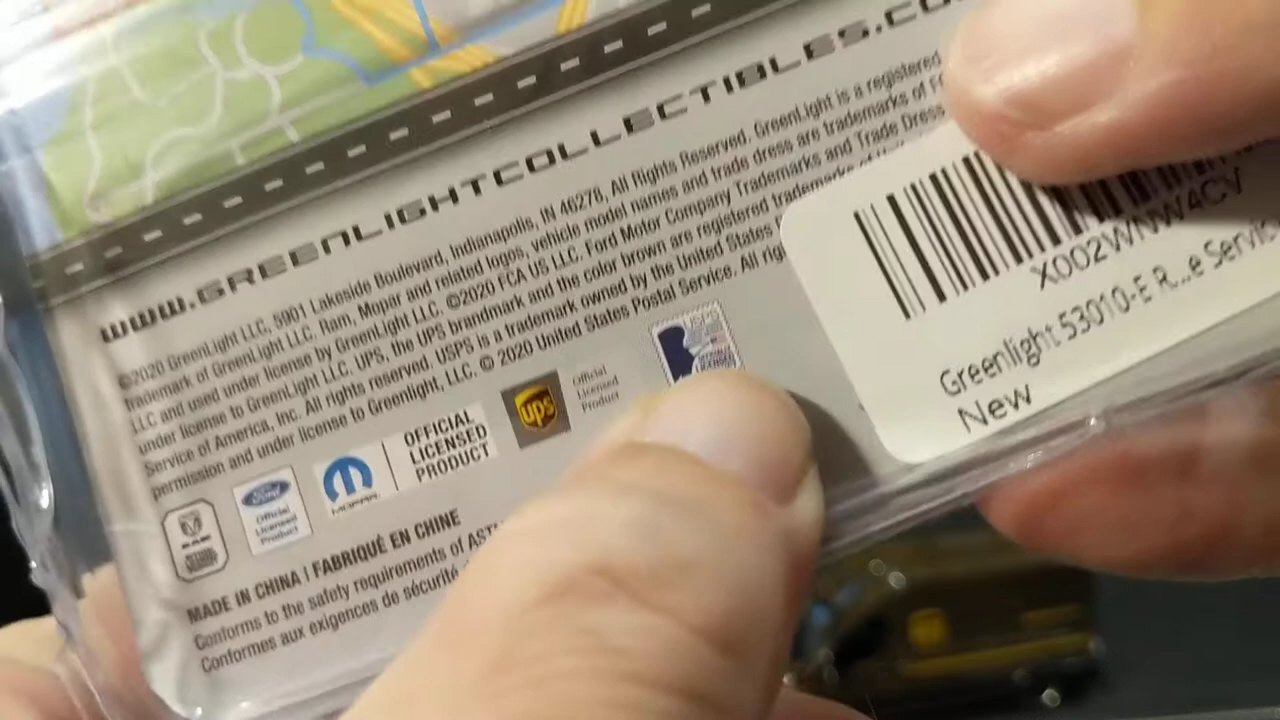 WWW.GREENLIGHTCOLLECTIBLES.CO
©2020 GreenLight LLC, 5901 Lakeside Boulevard, Indianapolis, IN 46278, All Rights Reserved. GreenLight is a registered
trademark of GreenLight LLC. Ram, Mopar and related logos, vehicle model names and trade dress are trademarks of F
LLC and used under license by GreenLight LLC. ©2020 FCA US LLC. Ford Motor Company Trademarks and Trade Dress
under license to GreenLight LLC. UPS, the UPS brandmark and the color brown are registered trademarks of
Service of America, Inc. All rights reserved. USPS is a trademark owned by the United States
permission and under license to Greenlight, LLC. © 2020 United States Postal Service. All rig
RAM
Ford
Official
Licensed
Product
MOPAR
OFFICIAL
LICENSED
PRODUCT
ups
Official
Licensed
Product
MADE IN CHINA | FABRIQUÉ EN CHINE
Conforms to the safety requirements of AST
Conformes aux exigences de sécurité
X002WNW4CV
Greenlight 53010-E R...e Servic
New